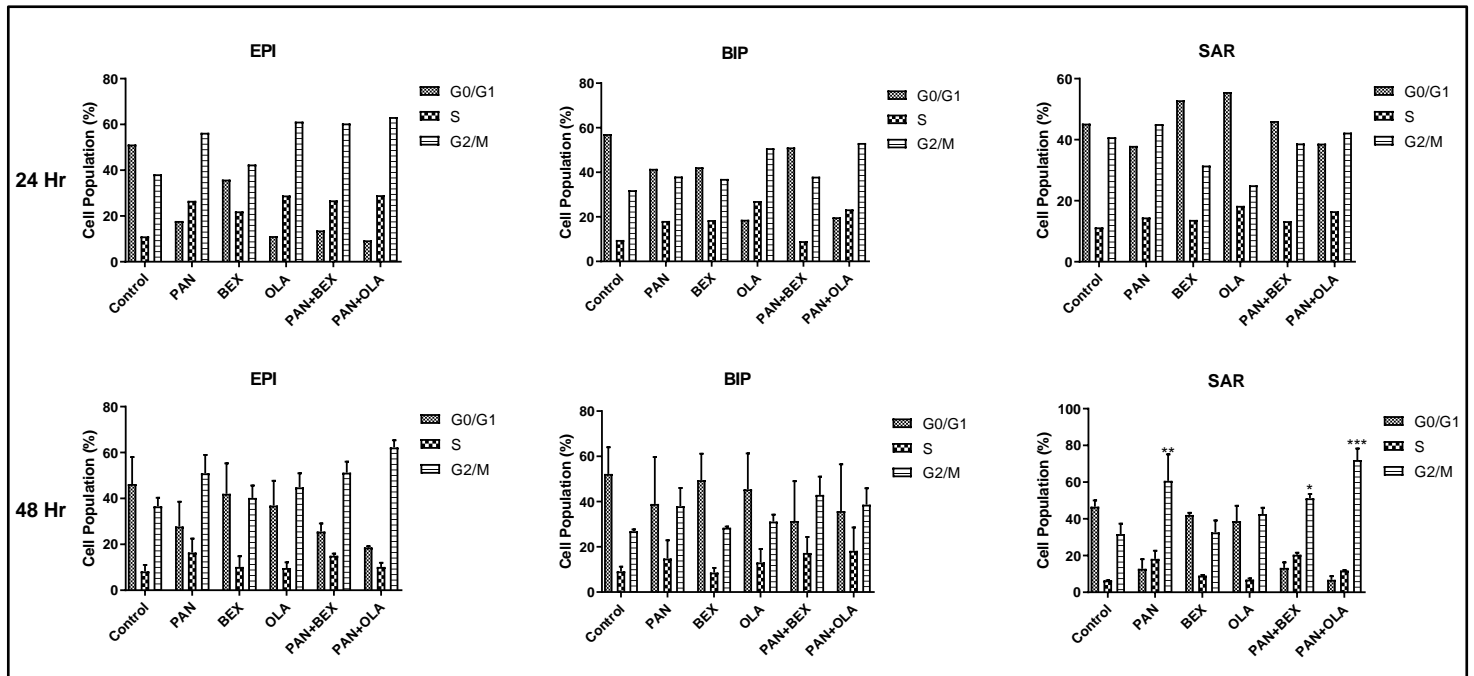 24 Hr
EPI
Cell Population (%)
80
60
40
20
0
Control
PAN
BEX
OLA
PAN+BEX
PAN+OLA
G0/G1
S
G2/M
BIP
Cell Population (%)
80
60
40
20
0
Control
PAN
BEX
OLA
PAN+BEX
PAN+OLA
G0/G1
S
G2/M
SAR
Cell Population (%)
60
40
20
0
Control
PAN
BEX
OLA
PAN+BEX
PAN+OLA
G0/G1
S
G2/M
48 Hr
EPI
Cell Population (%)
80
60
40
20
0
Control
PAN
BEX
OLA
PAN+BEX
PAN+OLA
G0/G1
S
G2/M
BIP
Cell Population (%)
80
60
40
20
0
Control
PAN
BEX
OLA
PAN+BEX
PAN+OLA
G0/G1
S
G2/M
SAR
Cell Population (%)
100
80
60
40
20
0
**
*
***
Control
PAN
BEX
OLA
PAN+BEX
PAN+OLA
G0/G1
S
G2/M